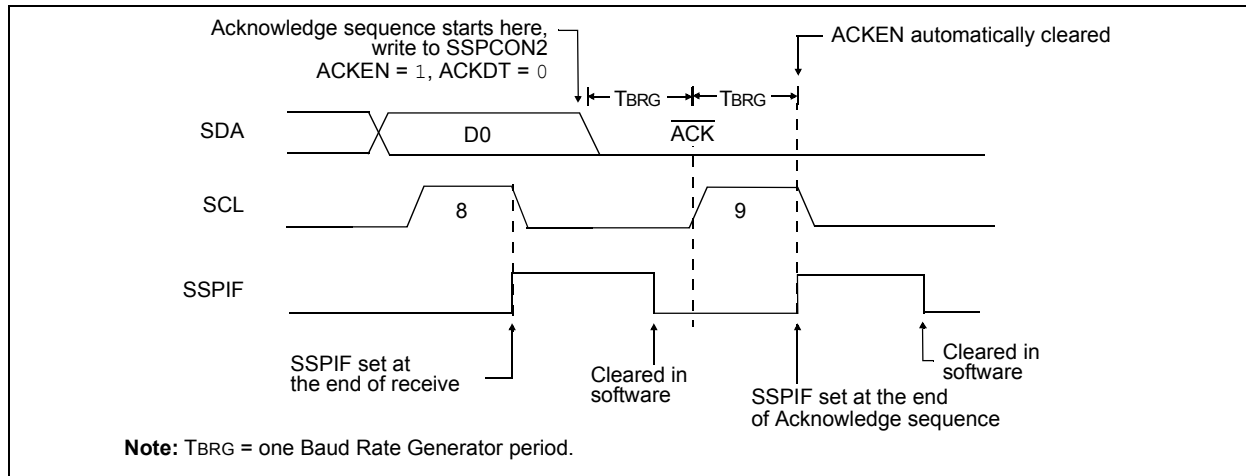 Acknowledge sequence starts here,
write to SSPCON2
ACKEN = 1, ACKDT = 0
ACKEN automatically cleared
TBRG
TBRG
SDA
D0
ACK
SCL
8
9
SSPIF
SSPIF set at
the end of receive
Cleared in
software
SSPIF set at the end
of Acknowledge sequence
Cleared in
software
Note: TBRG = one Baud Rate Generator period.